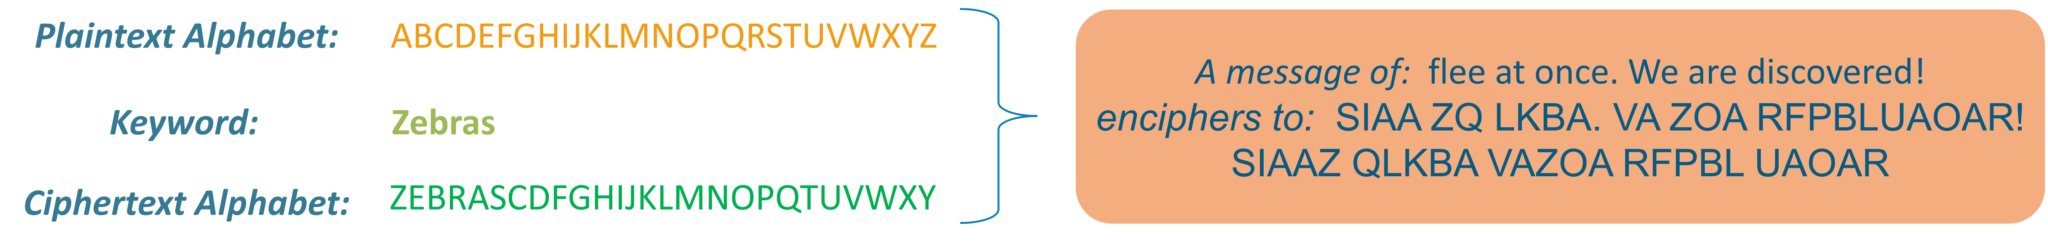 Plaintext Alphabet: ABCDEFGHIJKLMNOPQRSTUVWXYZ
Keyword: Zebras
Ciphertext Alphabet: ZEBRASCDFGHIJKLMNOPQTUVWXY
A message of: flee at once. We are discovered!
enciphers to: SIAA ZQ LKBA. VA ZOA RFPBLUAOAR!
SIAAZ QLKBA VAZOA RFPBL UAOAR